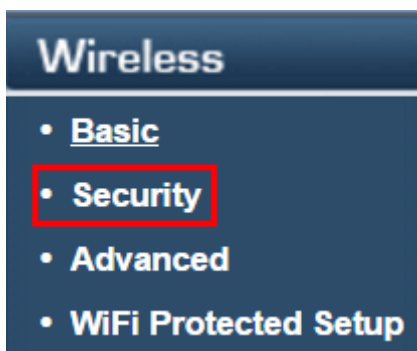 Wireless
• Basic
• Security
• Advanced
• WiFi Protected Setup